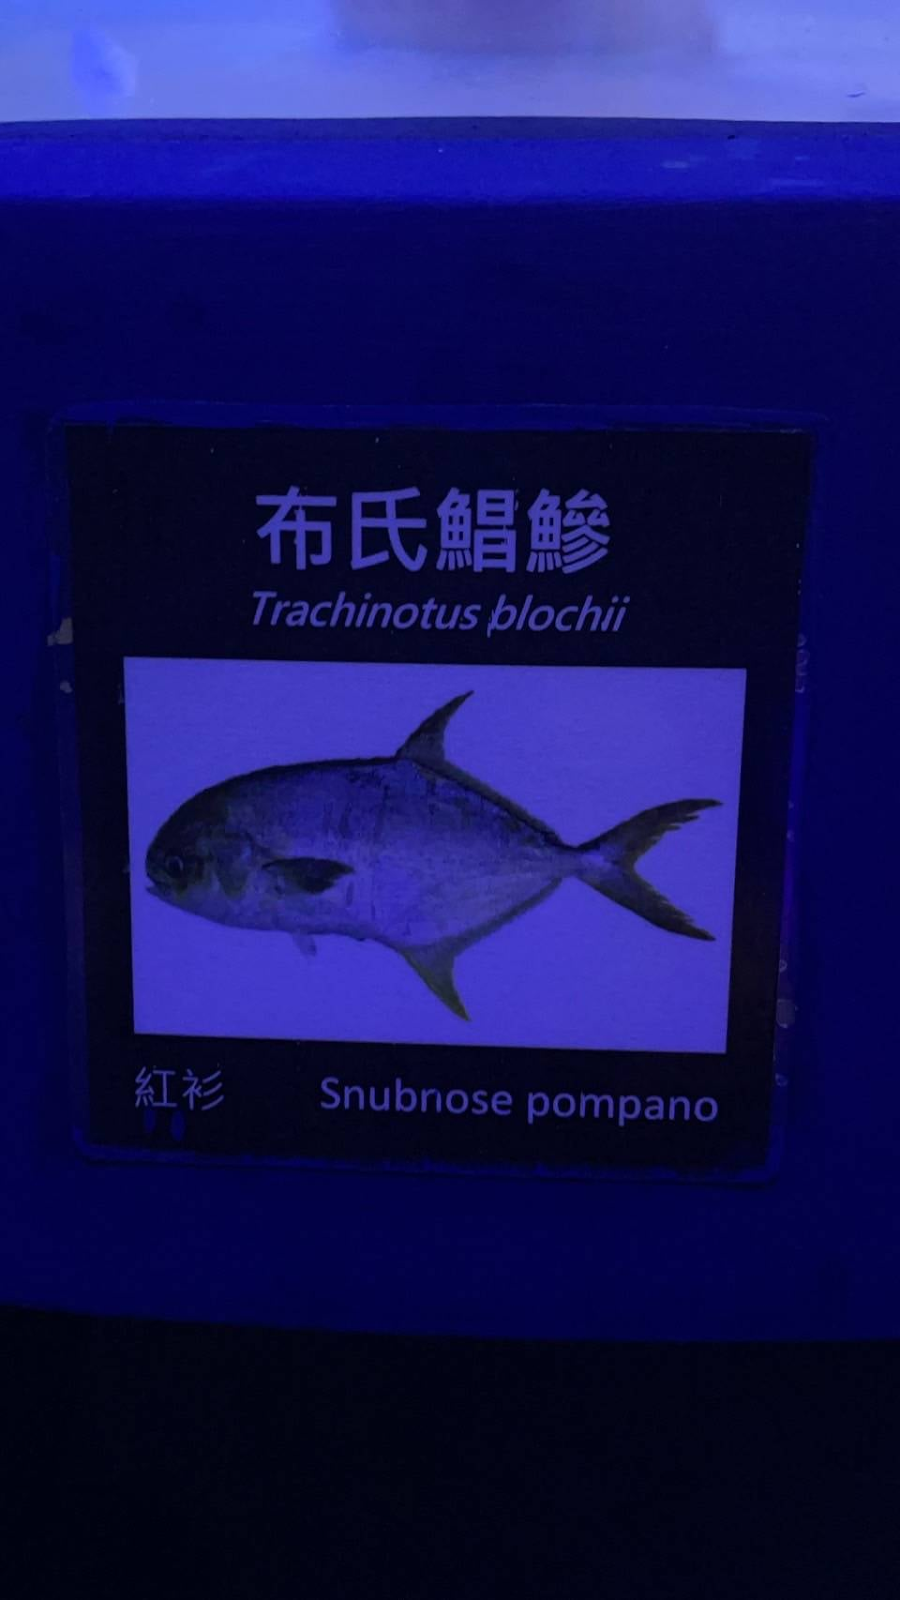 布氏鯧鰺
Trachinotus blochii
紅衫
Snubnose pompano